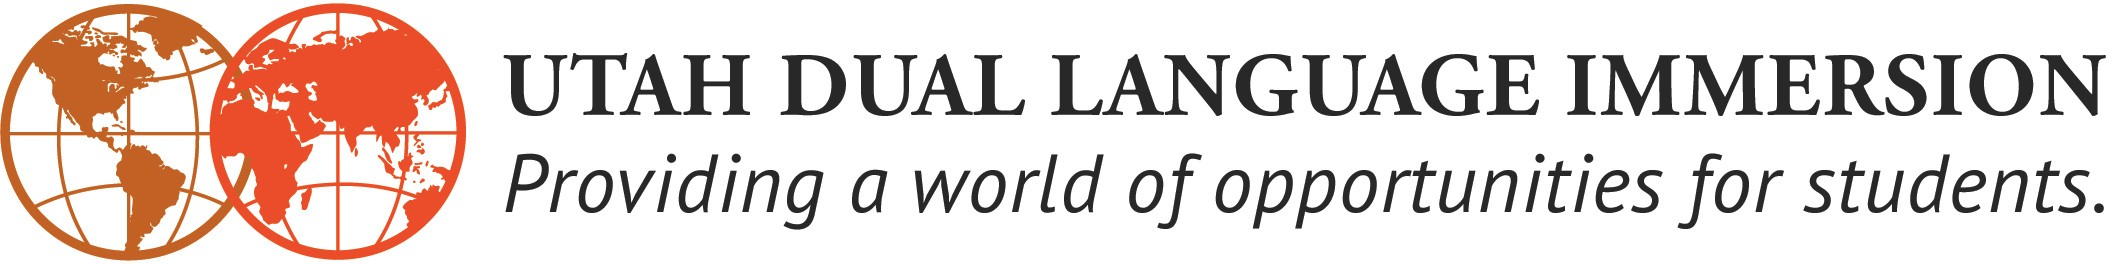 UTAH DUAL LANGUAGE IMMERSION
Providing a world of opportunities for students.